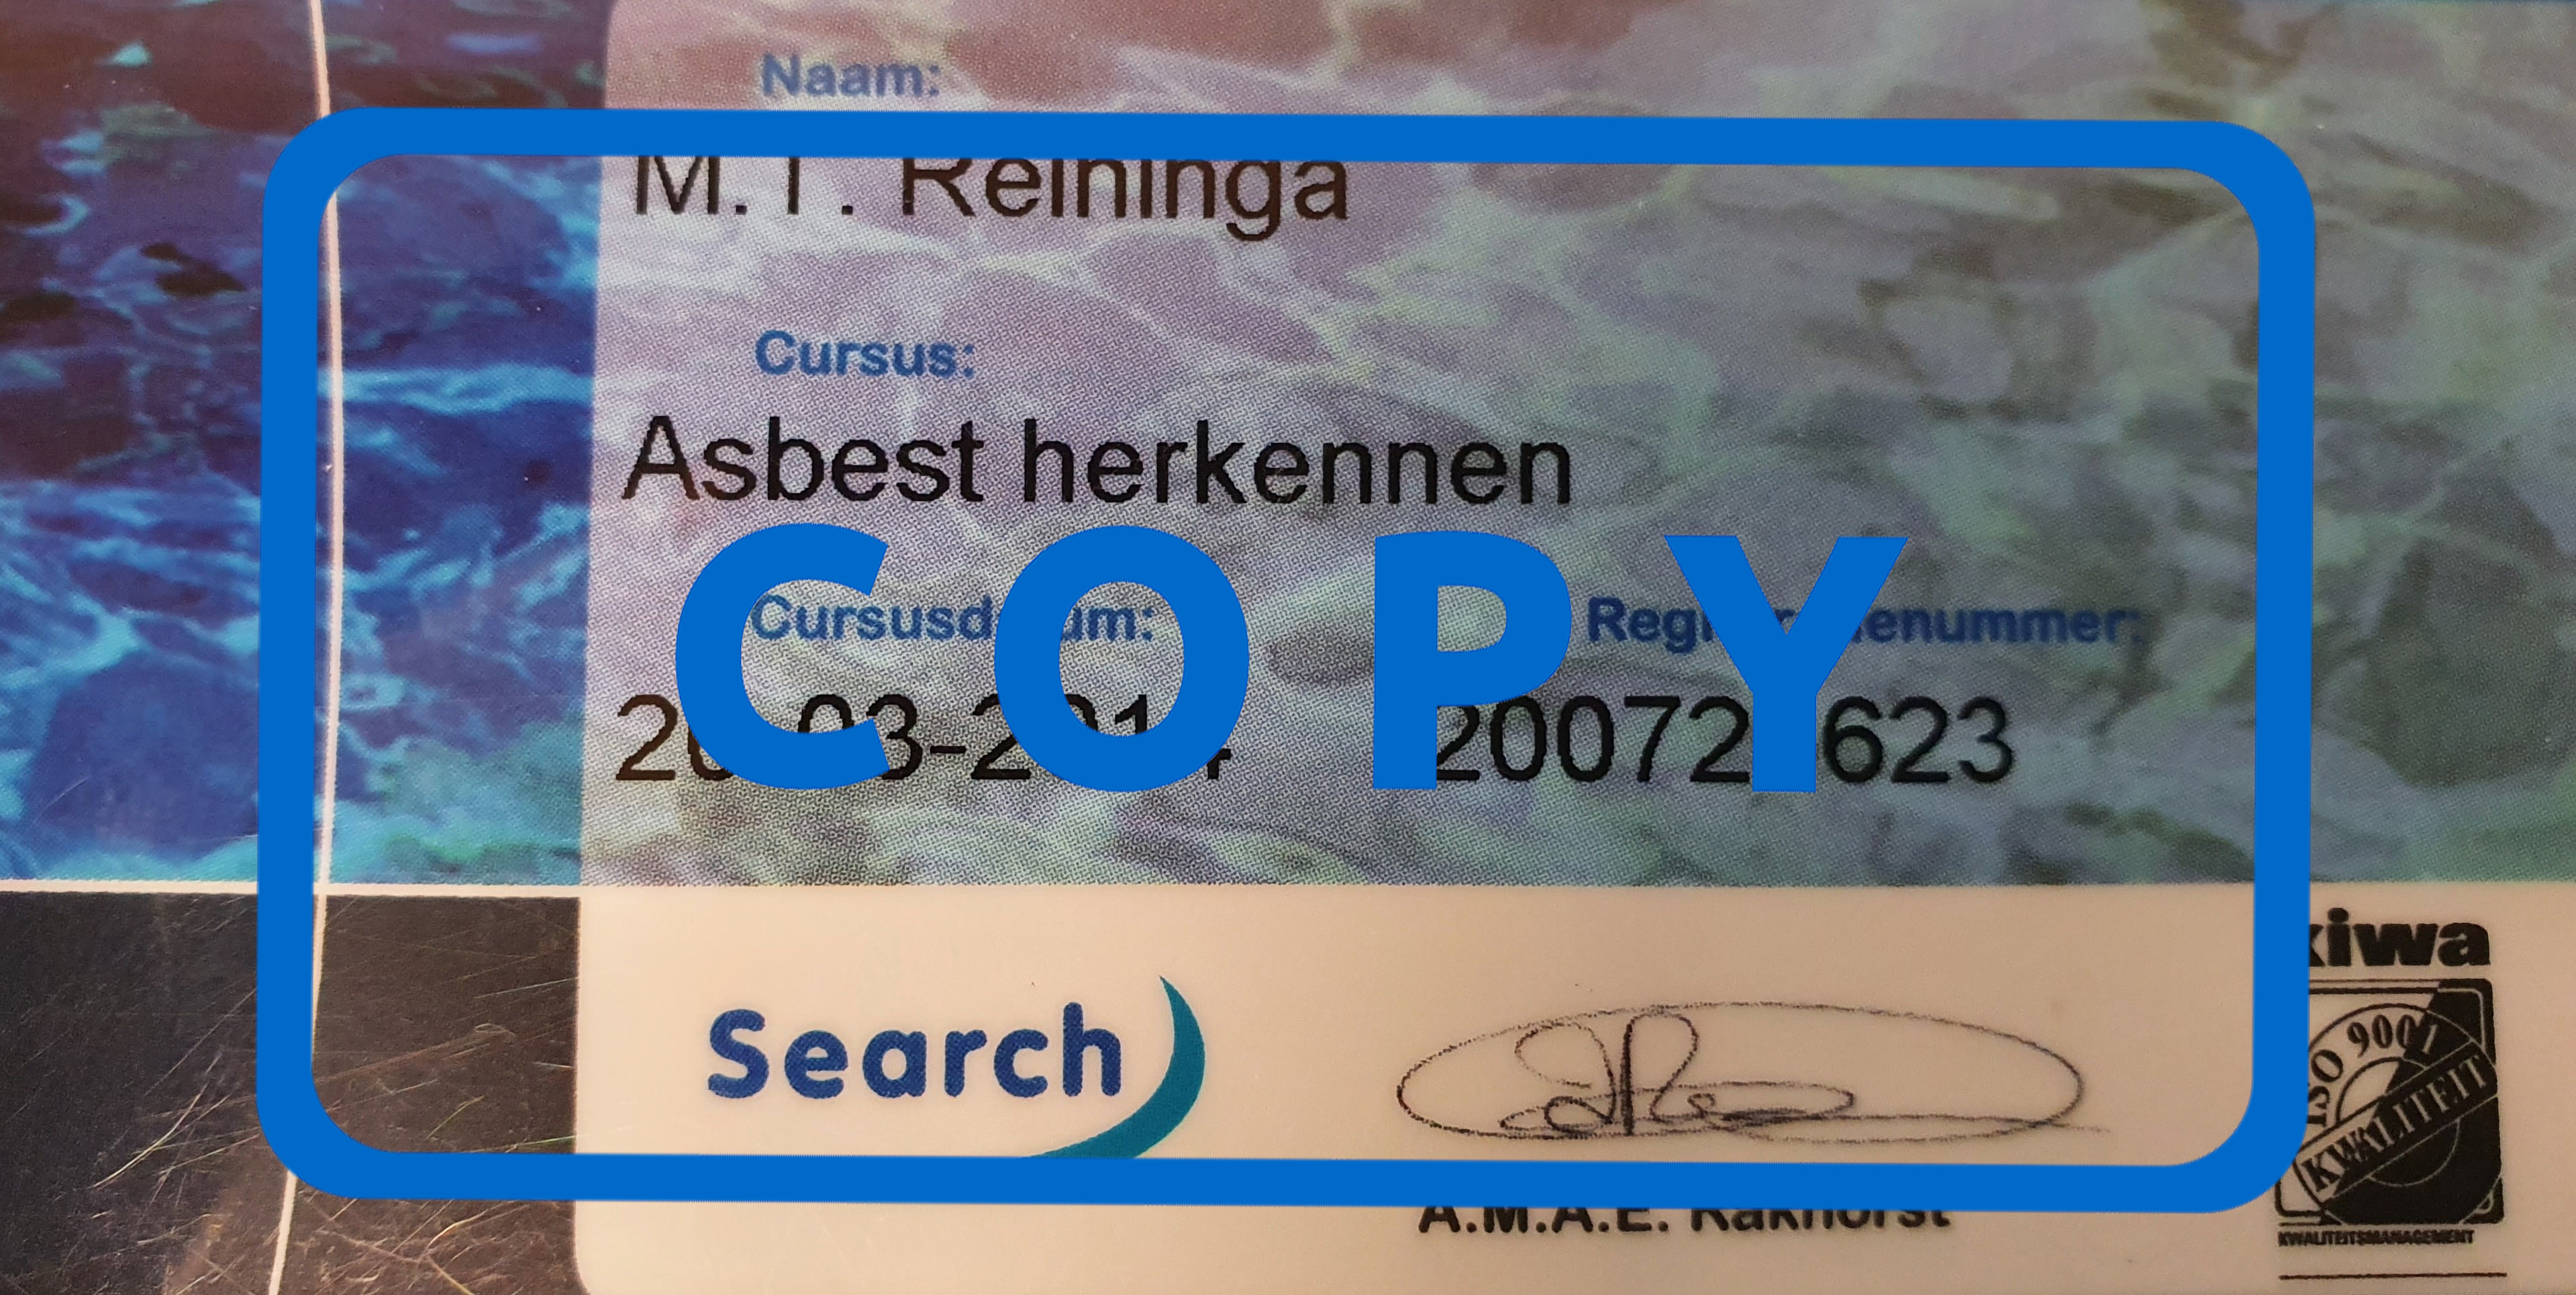 Naam:
M.T. Reininga
Cursus:
Asbest herkennen
COPY
Search
kiwa
ISO 9001
KWALITEIT
A.M.A.E. Rakhorst
KWALITEITSMANAGEMENT